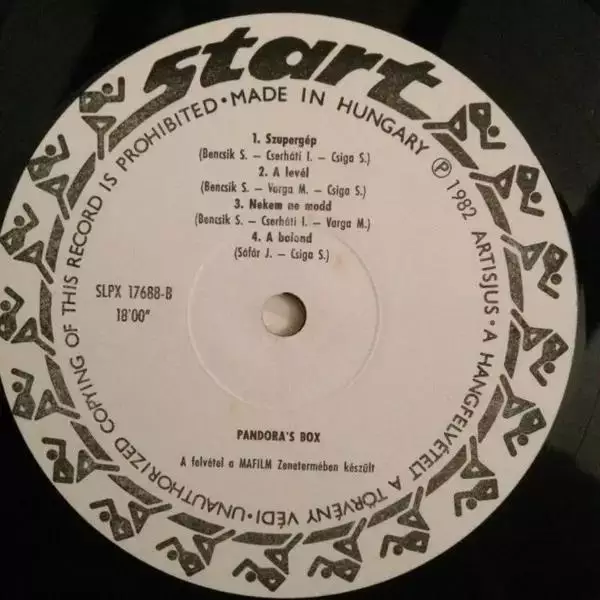 start
1. Szupergép
(Bencsik S. – Cserháti I. – Csiga S.)
2. A levél
(Bencsik S. – Varga M. – Csiga S.)
3. Nekem ne modd
(Bencsik S. – Cserháti I. – Varga M.)
4. A bolond
(Sáfár J. – Csiga S.)
SLPX 17688-B
18'00"
PANDORA'S BOX
A felvétel a MAFILM Zenetermében készült
UNAUTHORIZED COPYING OF THIS RECORD IS PROHIBITED · MADE IN HUNGARY Ⓟ 1982 ARTISJUS · A HANGFELVÉTELT A TÖRVÉNY VÉDI ·